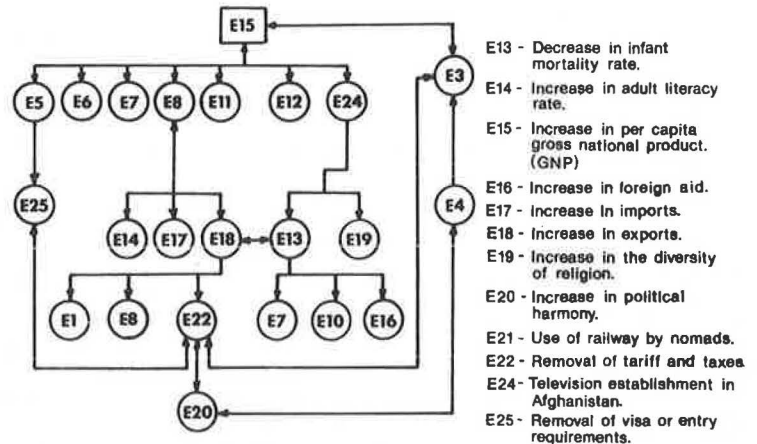 E15
E3
E5 E6 E7 E8 E11 E12 E24
E25
E4
E14 E17 E18 E13 E19
E1 E8 E22 E7 E10 E16
E20
E13 - Decrease in infant
mortality rate.
E14 - Increase in adult literacy
rate.
E15 - Increase in per capita
gross national product.
(GNP)
E16 - Increase in foreign aid.
E17 - Increase in imports.
E18 - Increase in exports.
E19 - Increase in the diversity
of religion.
E20 - Increase in political
harmony.
E21 - Use of railway by nomads.
E22 - Removal of tariff and taxes
E24 - Television establishment in
Afghanistan.
E25 - Removal of visa or entry
requirements.